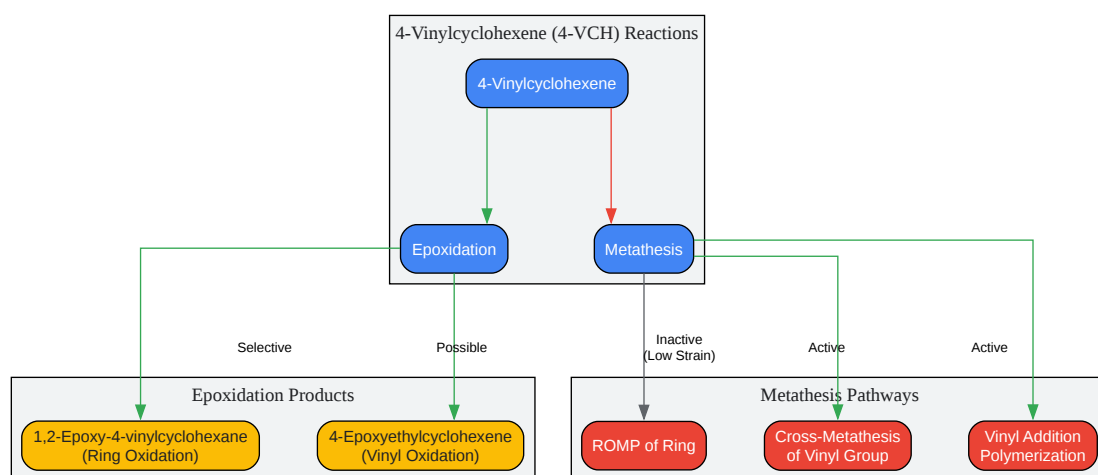 4-Vinylcyclohexene (4-VCH) Reactions
4-Vinylcyclohexene
Epoxidation
Metathesis
Selective
Possible
Inactive
(Low Strain)
Active
Active
Epoxidation Products
1,2-Epoxy-4-vinylcyclohexane
(Ring Oxidation)
4-Epoxyethylcyclohexene
(Vinyl Oxidation)
Metathesis Pathways
ROMP of Ring
Cross-Metathesis
of Vinyl Group
Vinyl Addition
Polymerization